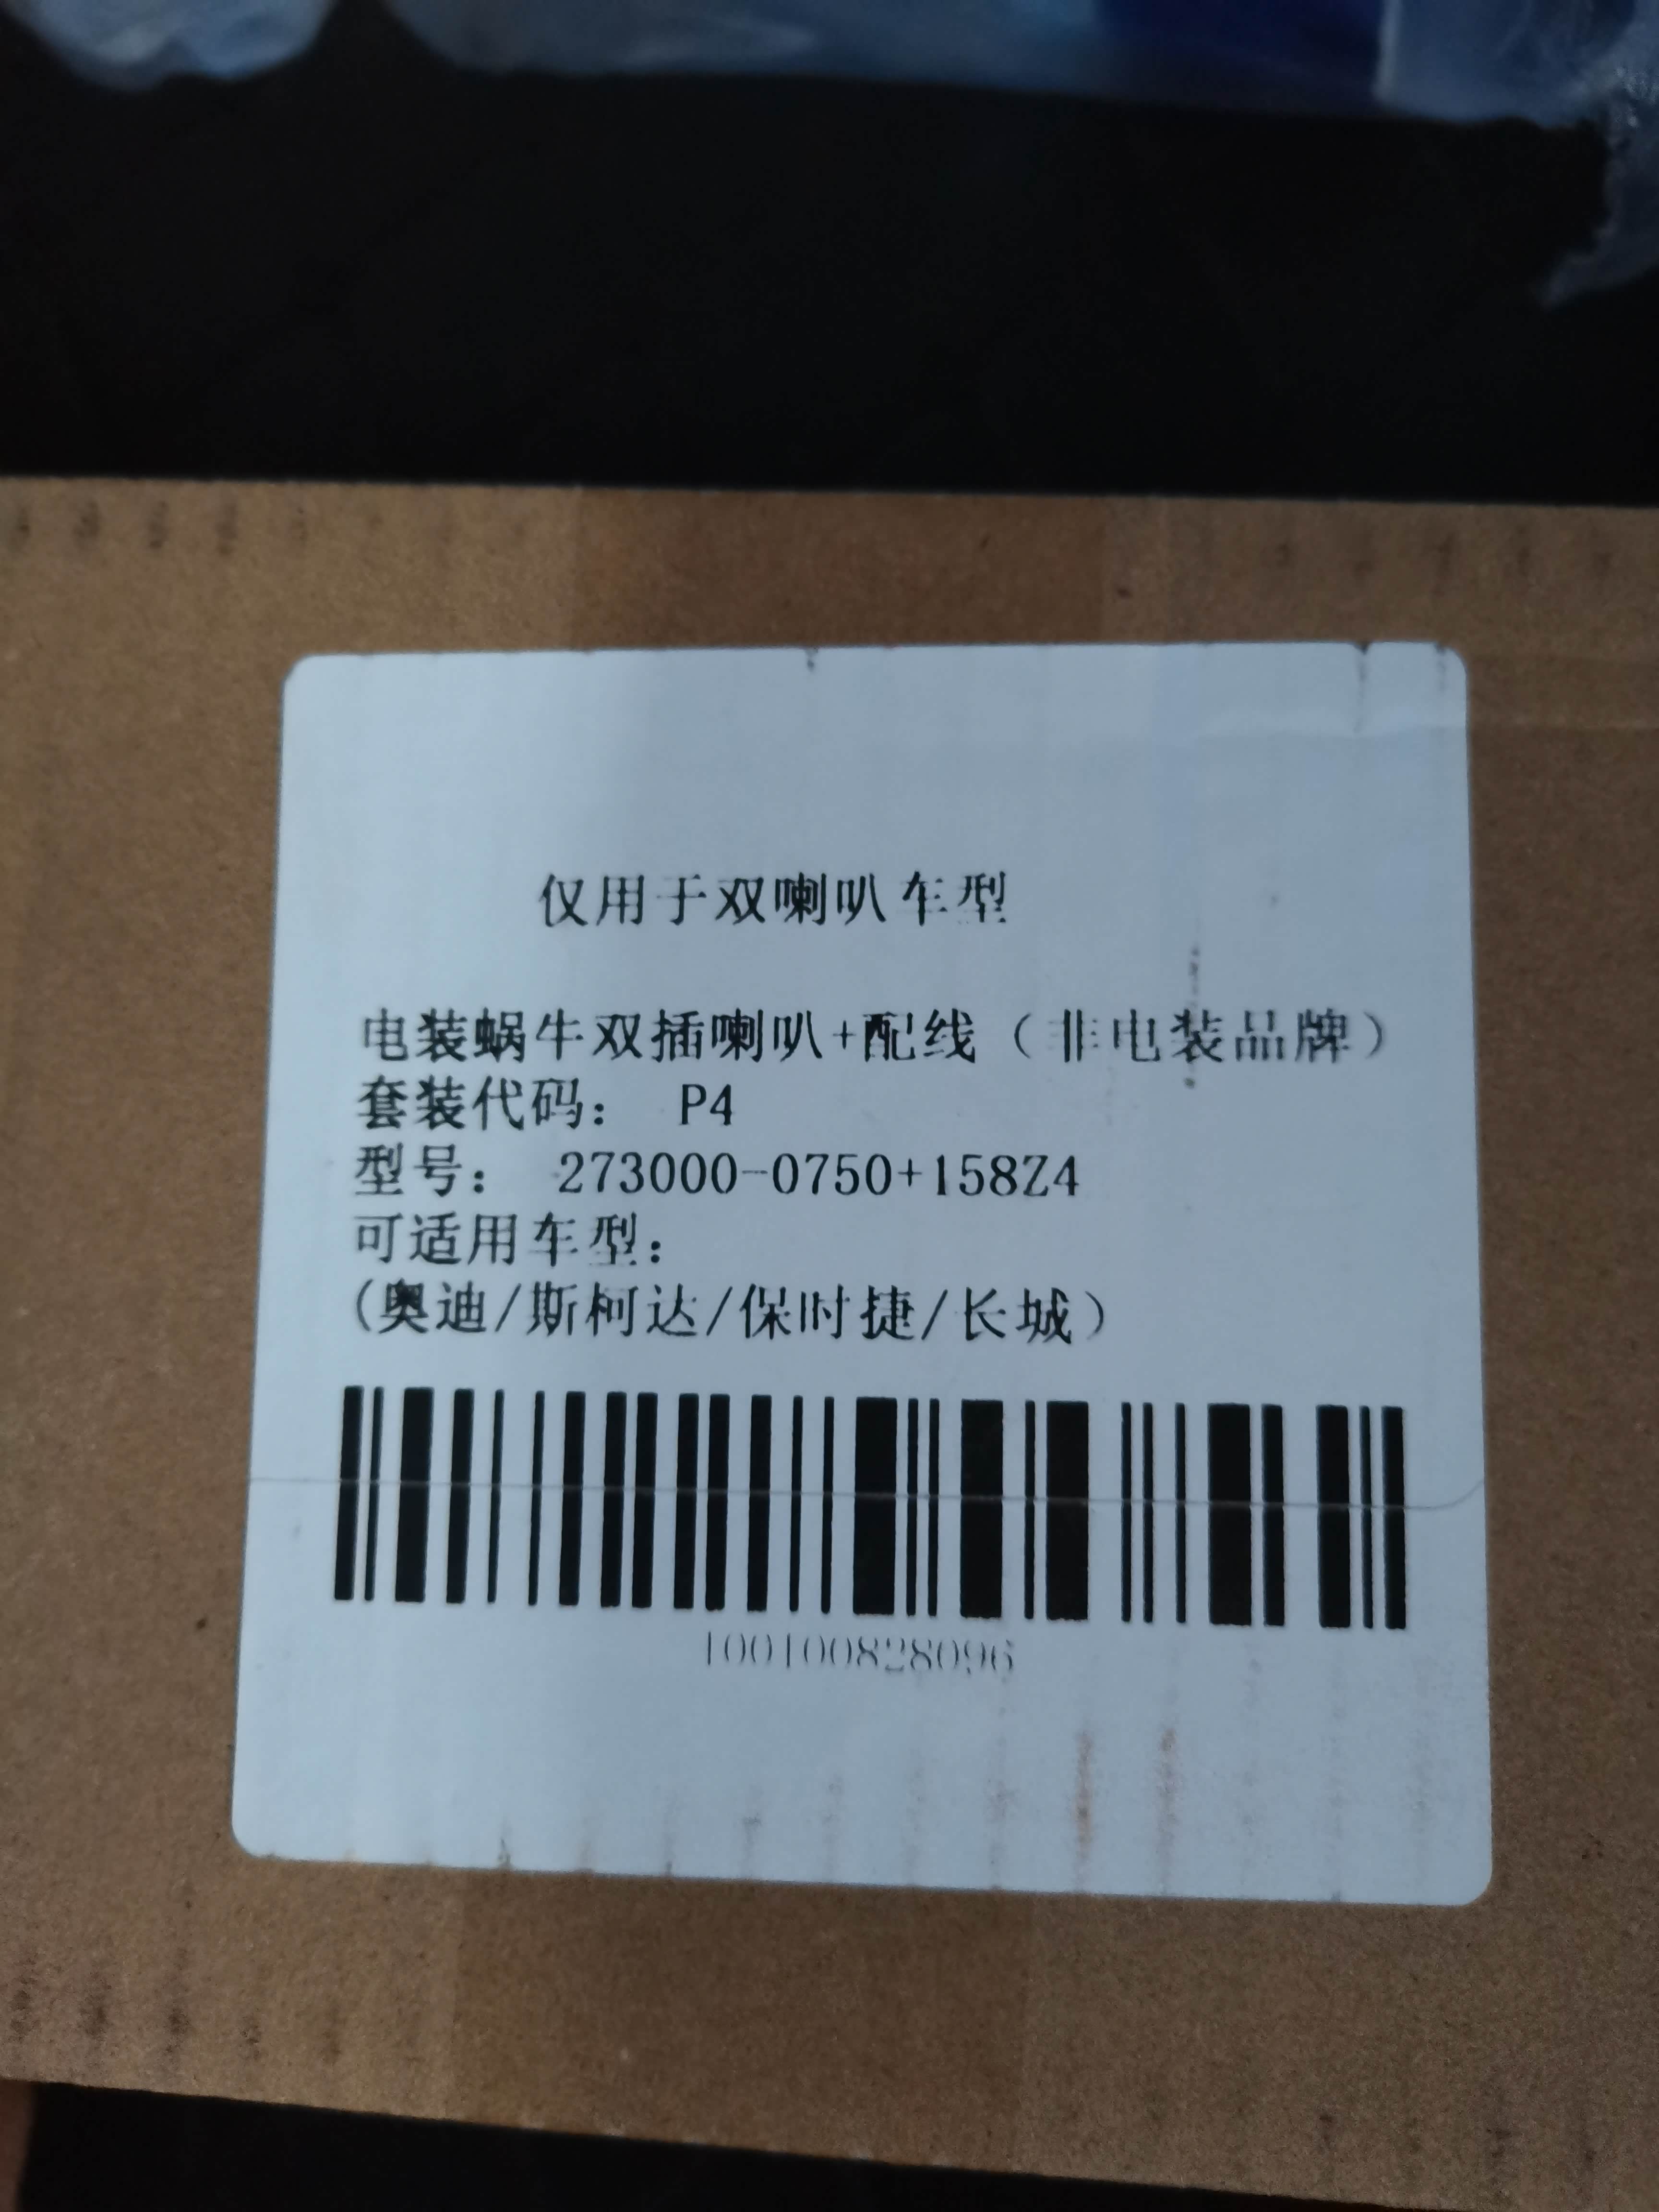 仅用于双喇叭车型
电装蜗牛双插喇叭+配线（非电装品牌）
套装代码： P4
型号： 273000-0750+158Z4
可适用车型：
(奥迪/斯柯达/保时捷/长城）
100100828096